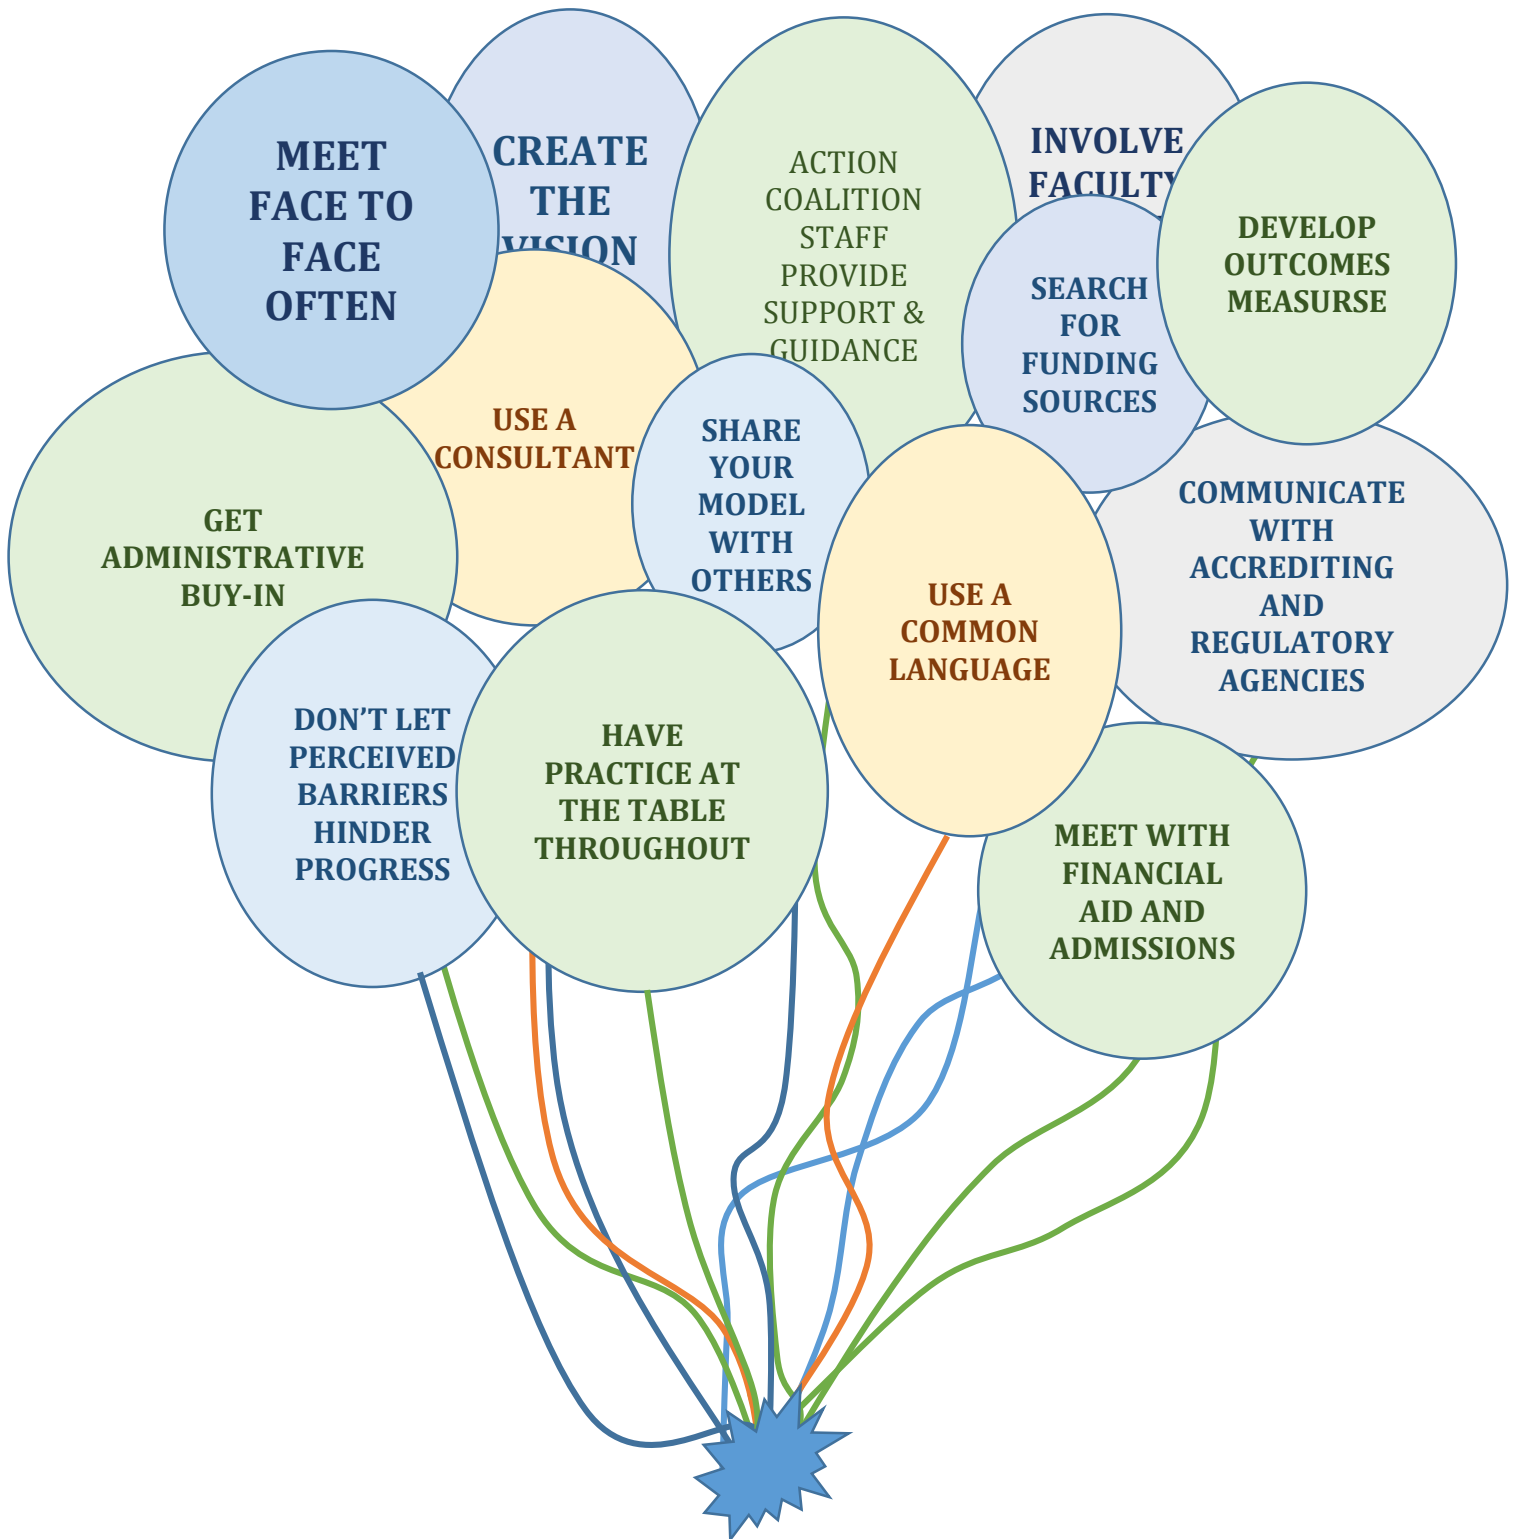 MEET
FACE TO
FACE
OFTEN
CREATE
THE
VISION
ACTION
COALITION
STAFF
PROVIDE
SUPPORT &
GUIDANCE
INVOLVE
FACULTY
DEVELOP
OUTCOMES
MEASURSE
SEARCH
FOR
FUNDING
SOURCES
USE A
CONSULTANT
SHARE
YOUR
MODEL
WITH
OTHERS
GET
ADMINISTRATIVE
BUY-IN
USE A
COMMON
LANGUAGE
COMMUNICATE
WITH
ACCREDITING
AND
REGULATORY
AGENCIES
DON’T LET
PERCEIVED
BARRIERS
HINDER
PROGRESS
HAVE
PRACTICE AT
THE TABLE
THROUGHOUT
MEET WITH
FINANCIAL
AID AND
ADMISSIONS